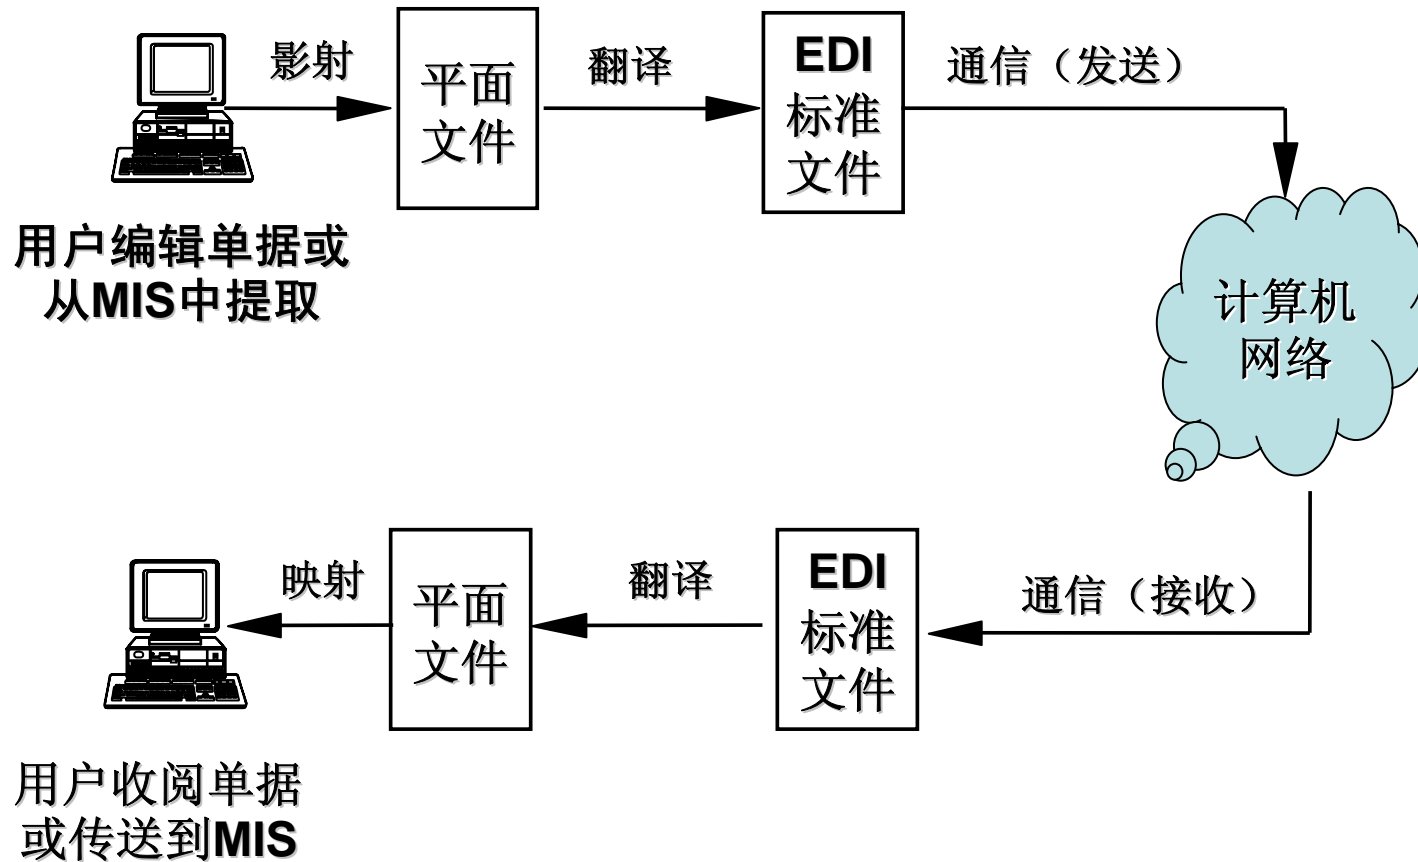 影射
平面
文件
翻译
EDI
标准
文件
通信（发送）
用户编辑单据或
从MIS中提取
计算机
网络
映射
平面
文件
翻译
EDI
标准
文件
通信（接收）
用户收阅单据
或传送到MIS